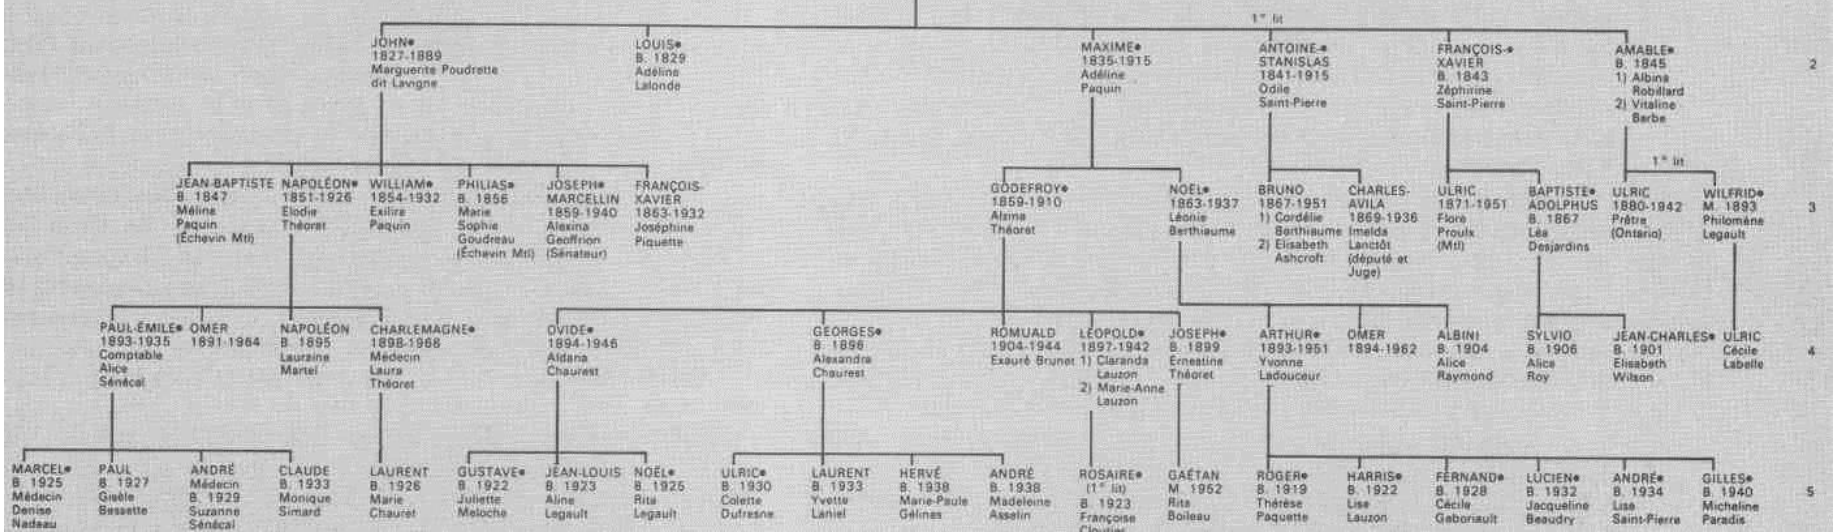 1er lit
JOHN•
1827-1889
Marguerite Poudrette
dit Lavigne
LOUIS•
B. 1829
Adéline
Lalonde
MAXIME•
1835-1915
Adéline
Paquin
ANTOINE-•
STANISLAS
1841-1915
Odile
Saint-Pierre
FRANÇOIS-•
XAVIER
B. 1843
Zéphirine
Saint-Pierre
AMABLE•
B. 1845
1) Albina
Robillard
2) Vitaline
Barbe
2
1er lit
JEAN-BAPTISTE
B. 1847
Méline
Paquin
(Échevin Mtl)
NAPOLÉON•
1851-1926
Elodie
Théoret
WILLIAM•
1854-1932
Exilire
Paquin
PHILIAS•
B. 1856
Marie
Sophie
Goudreau
(Échevin Mtl)
JOSEPH•
MARCELLIN
1859-1940
Alexina
Geoffrion
(Sénateur)
FRANÇOIS-
XAVIER
1863-1932
Joséphine
Piquette
GODEFROY•
1859-1910
Alzina
Théoret
NOËL•
1863-1937
Léonie
Berthiaume
BRUNO
1867-1951
1) Cordélie
Berthiaume
2) Elisabeth
Ashcroft
CHARLES-
AVILA
1869-1936
Imelda
Lanctôt
(député et
Juge)
ULRIC
1871-1951
Flore
Proulx
(Mtl)
BAPTISTE•
ADOLPHUS
B. 1867
Léa
Desjardins
ULRIC
1880-1942
Prêtre
(Ontario)
WILFRID•
M. 1893
Philomène
Legault
3
PAUL-ÉMILE•
1893-1935
Comptable
Alice
Sénécal
OMER
1891-1964
NAPOLÉON
B. 1895
Lauraine
Martel
CHARLEMAGNE•
1898-1968
Médecin
Laura
Théoret
OVIDE•
1894-1946
Aldana
Chaurest
GEORGES•
B. 1896
Alexandra
Chaurest
ROMUALD
1904-1944
Exauré Brunet
LÉOPOLD•
1897-1942
1) Claranda
Lauzon
2) Marie-Anne
Lauzon
JOSEPH•
B. 1899
Ernestine
Théoret
ARTHUR•
1893-1951
Yvonne
Ladouceur
OMER
1894-1962
ALBINI
B. 1904
Alice
Raymond
SYLVIO
B. 1906
Alice
Roy
JEAN-CHARLES•
B. 1901
Elisabeth
Wilson
ULRIC
Cécile
Labelle
4
MARCEL•
B. 1925
Médecin
Denise
Nadeau
PAUL
B. 1927
Gisèle
Bessette
ANDRÉ
Médecin
B. 1929
Suzanne
Sénécal
CLAUDE
B. 1933
Monique
Simard
LAURENT
B. 1926
Marie
Chauret
GUSTAVE•
B. 1922
Juliette
Meloche
JEAN-LOUIS
B. 1923
Aline
Legault
NOËL•
B. 1925
Rita
Legault
ULRIC•
B. 1930
Colette
Dufresne
LAURENT
B. 1933
Yvette
Laniel
HERVÉ
B. 1938
Marie-Paule
Gélines
ANDRÉ
B. 1938
Madeleine
Asselin
ROSAIRE•
(1er lit)
B. 1923
Françoise
Cloutier
GAÉTAN
M. 1952
Rita
Boileau
ROGER•
B. 1919
Thérèse
Paquette
HARRIS•
B. 1922
Lise
Lauzon
FERNAND•
B. 1928
Cécile
Gaboriault
LUCIEN•
B. 1932
Jacqueline
Beaudry
ANDRÉ•
B. 1934
Lise
Saint-Pierre
GILLES•
B. 1940
Micheline
Paradis
5